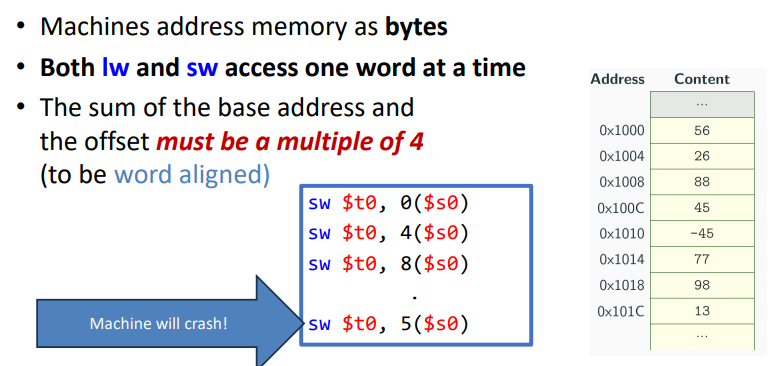 • Machines address memory as bytes
• Both lw and sw access one word at a time
• The sum of the base address and
the offset must be a multiple of 4
(to be word aligned)
sw $t0, 0($s0)
sw $t0, 4($s0)
sw $t0, 8($s0)
.
sw $t0, 5($s0)
Machine will crash!
Address Content
...
0x1000 56
0x1004 26
0x1008 88
0x100C 45
0x1010 −45
0x1014 77
0x1018 98
0x101C 13
...